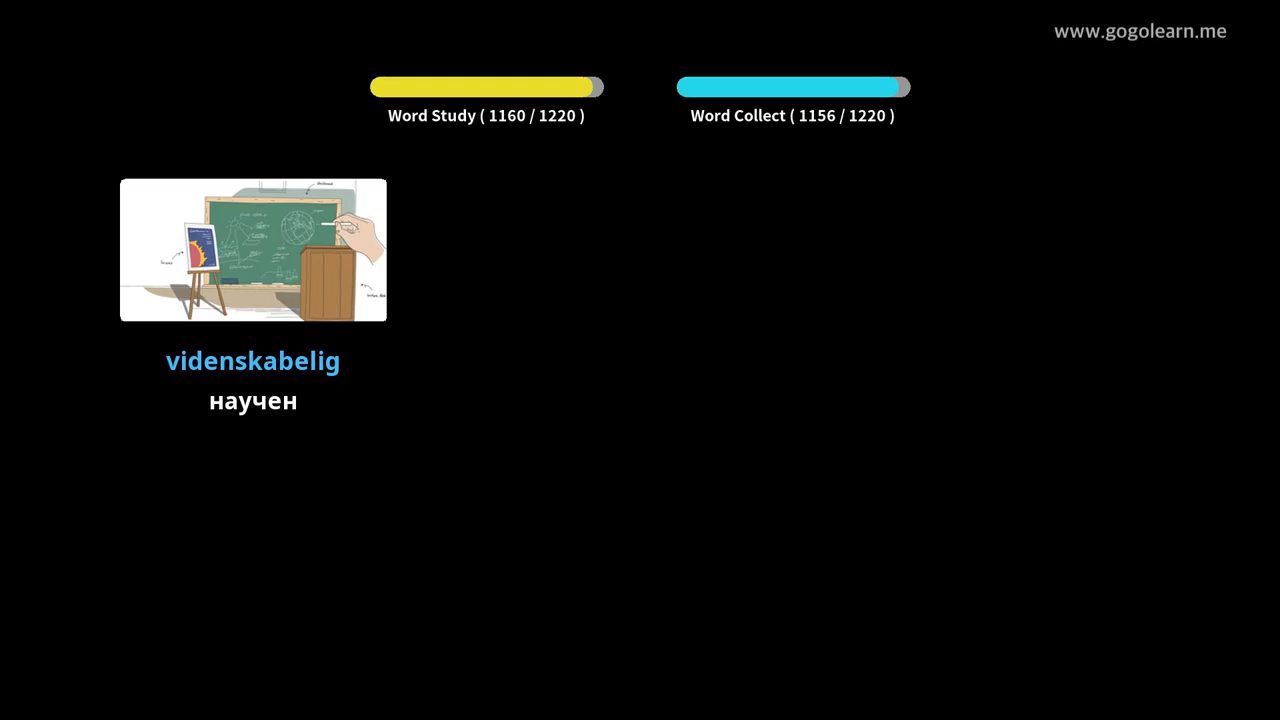 www.gogolearn.me
Word Study ( 1160 / 1220 )
Word Collect ( 1156 / 1220 )
videnskabelig
научен